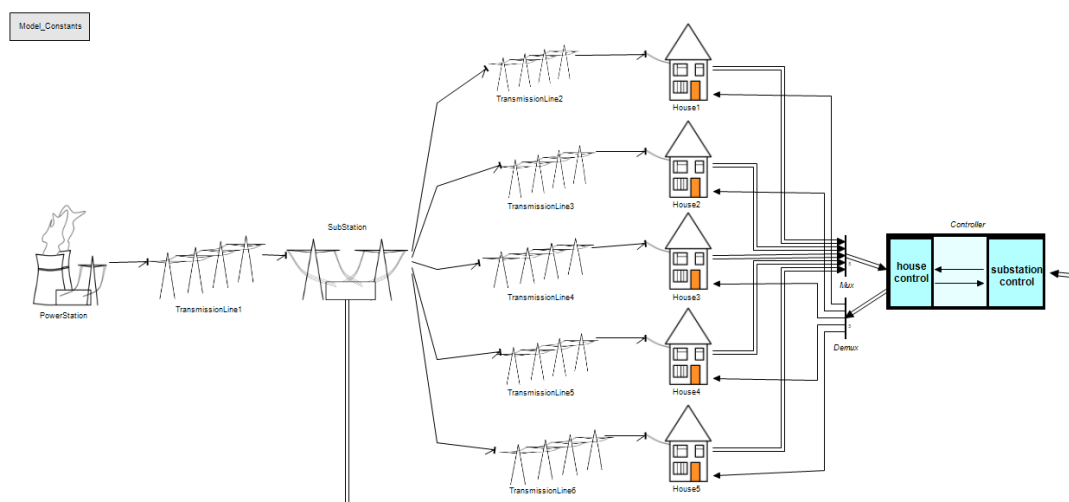 Model_Constants
TransmissionLine2
House1
TransmissionLine3
House2
SubStation
Controller
house
control
substation
control
PowerStation
TransmissionLine1
TransmissionLine4
House3
Mux
5
Demux
TransmissionLine5
House4
TransmissionLine6
House5